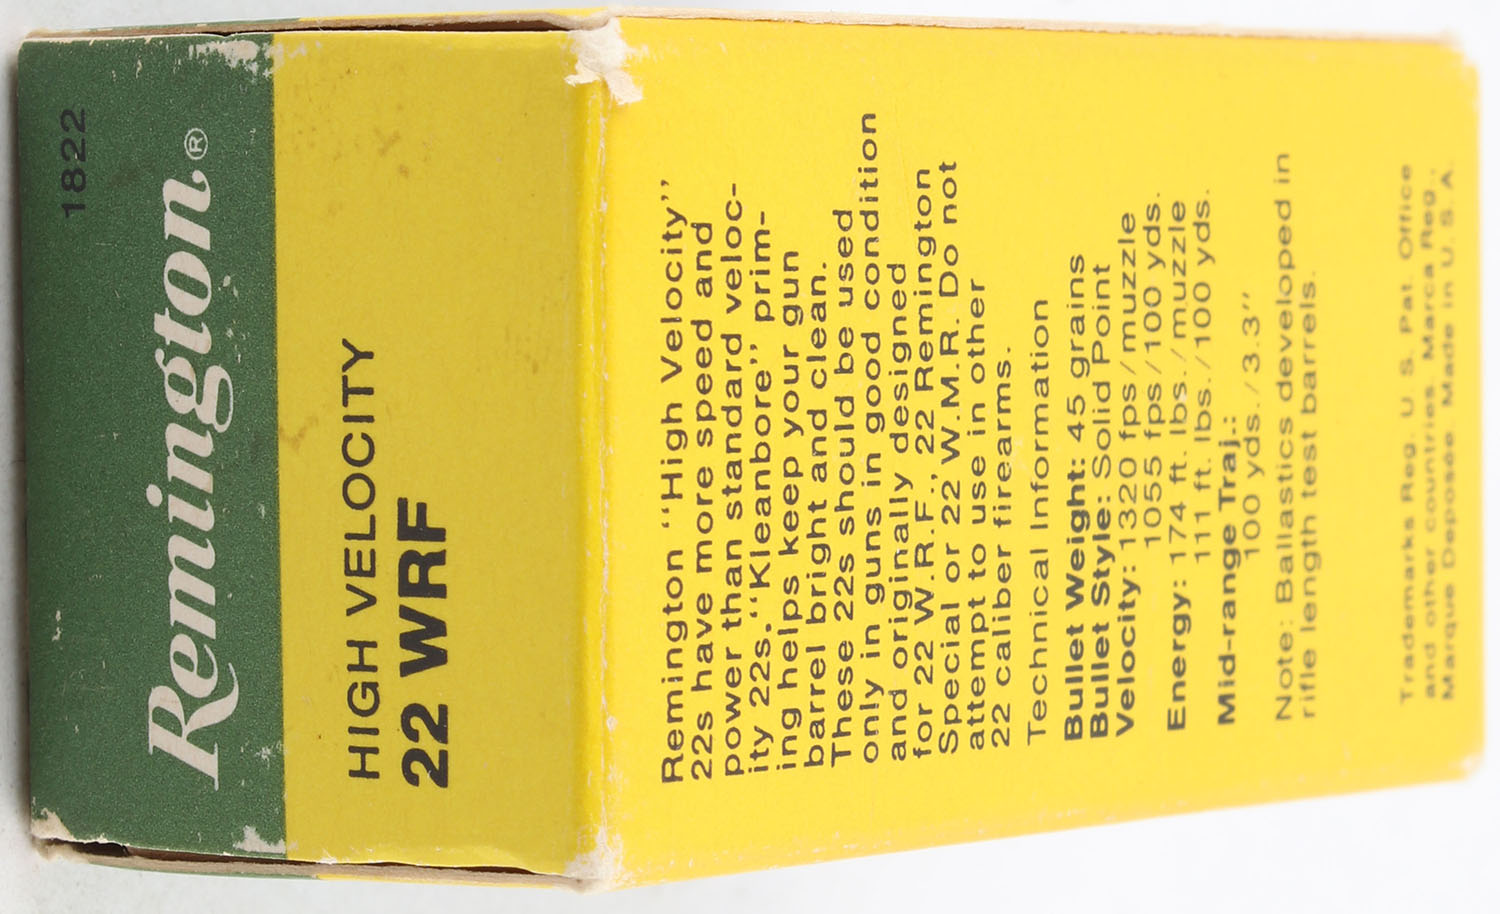 1822
Remington®
HIGH VELOCITY
22 WRF
Remington "High Velocity"
22s have more speed and
power than standard veloc-
ity 22s. "Kleanbore" prim-
ing helps keep your gun
barrel bright and clean.
These 22s should be used
only in guns in good condition
and originally designed
for 22 W.R.F., 22 Remington
Special or 22 W.M.R. Do not
attempt to use in other
22 caliber firearms.
Technical Information
Bullet Weight: 45 grains
Bullet Style: Solid Point
Velocity: 1320 fps/muzzle
1055 fps/100 yds.
Energy: 174 ft. lbs./muzzle
111 ft. lbs./100 yds.
Mid-range Traj.:
100 yds./3.3"
Note: Ballastics developed in
rifle length test barrels.
Trademarks Reg. U. S. Pat. Office
and other countries. Marca Reg.,
Marque Deposée. Made in U. S. A.